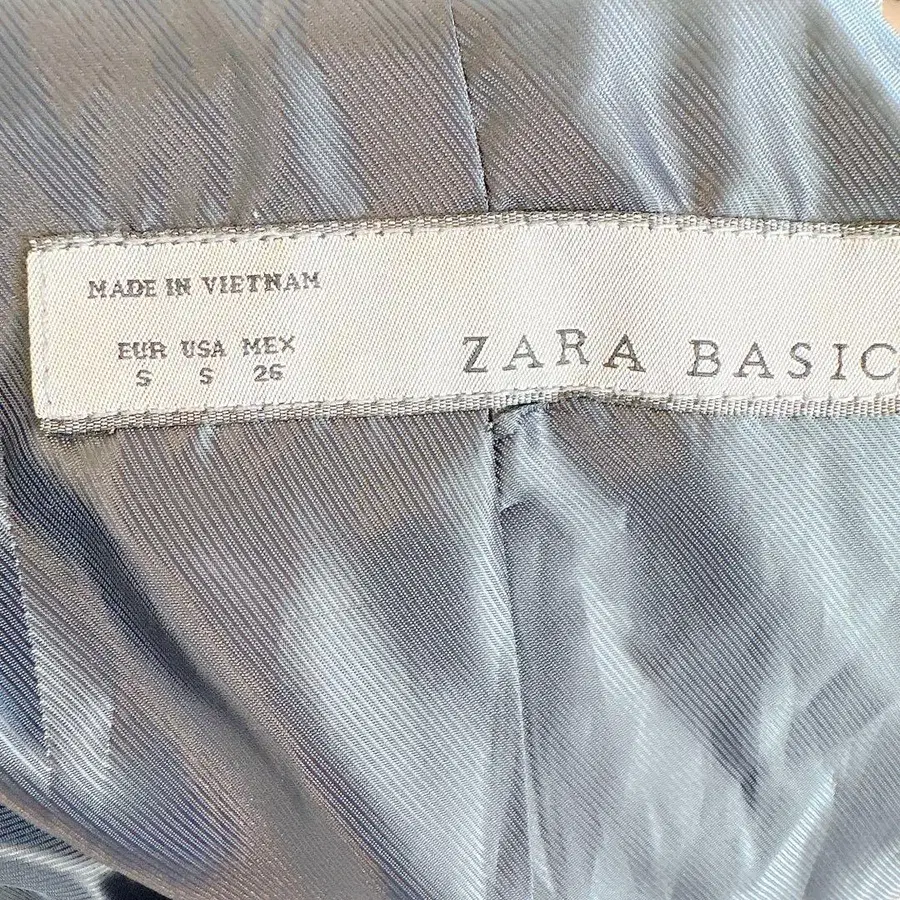 MADE IN VIETNAM
EUR USA MEX
S S 26
ZARA BASIC